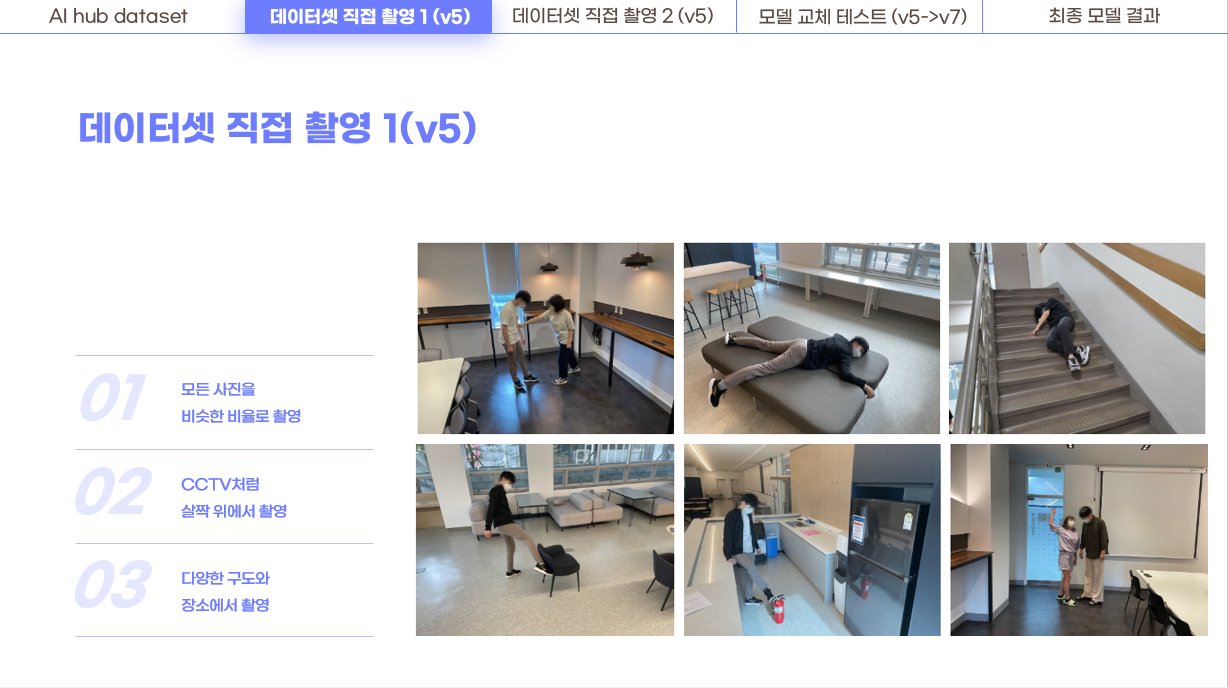 AI hub dataset
데이터셋 직접 촬영 1 (v5)
데이터셋 직접 촬영 2 (v5)
모델 교체 테스트 (v5->v7)
최종 모델 결과
데이터셋 직접 촬영 1(v5)
01
모든 사진을
비슷한 비율로 촬영
02
CCTV처럼
살짝 위에서 촬영
03
다양한 구도와
장소에서 촬영